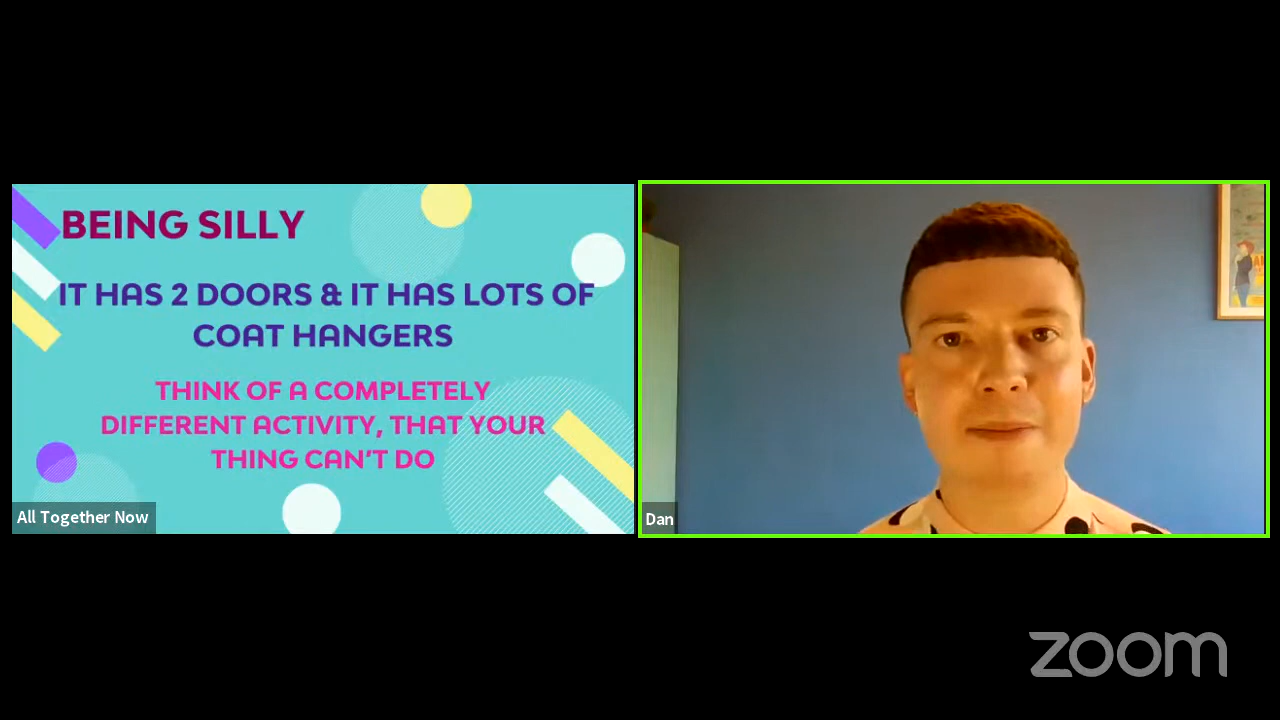 BEING SILLY
IT HAS 2 DOORS & IT HAS LOTS OF
COAT HANGERS
THINK OF A COMPLETELY
DIFFERENT ACTIVITY, THAT YOUR
THING CAN'T DO
All Together Now
Dan
zoom